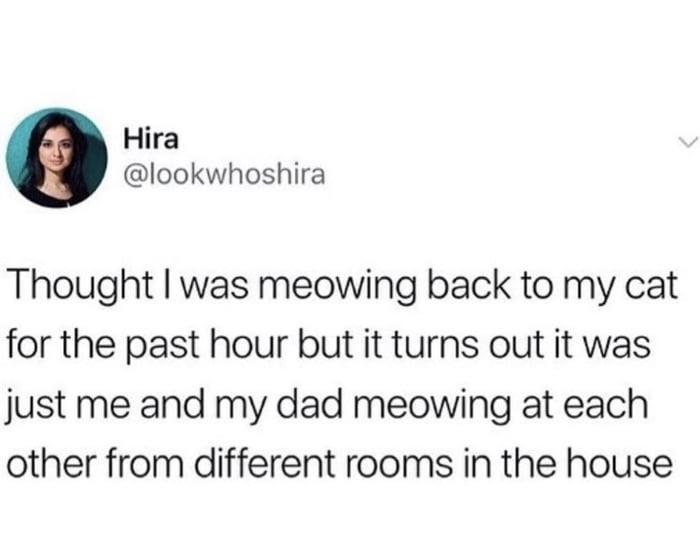 Hira
@lookwhoshira
Thought I was meowing back to my cat
for the past hour but it turns out it was
just me and my dad meowing at each
other from different rooms in the house